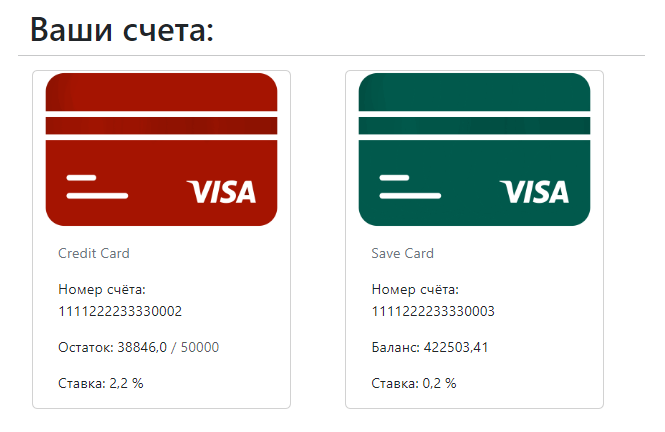 Ваши счета:
VISA
Credit Card
Номер счёта:
1111222233330002
Остаток: 38846,0 / 50000
Ставка: 2,2 %
VISA
Save Card
Номер счёта:
1111222233330003
Баланс: 422503,41
Ставка: 0,2 %